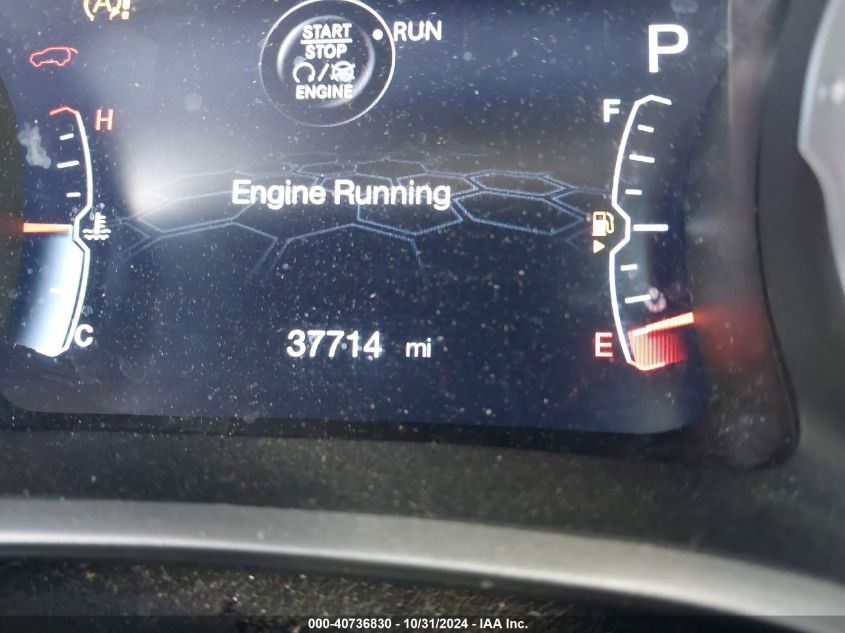 (A)!
START
STOP
ENGINE
RUN
P
H
F
Engine Running
C
37714 mi
E
000-40736830 - 10/31/2024 - IAA Inc.